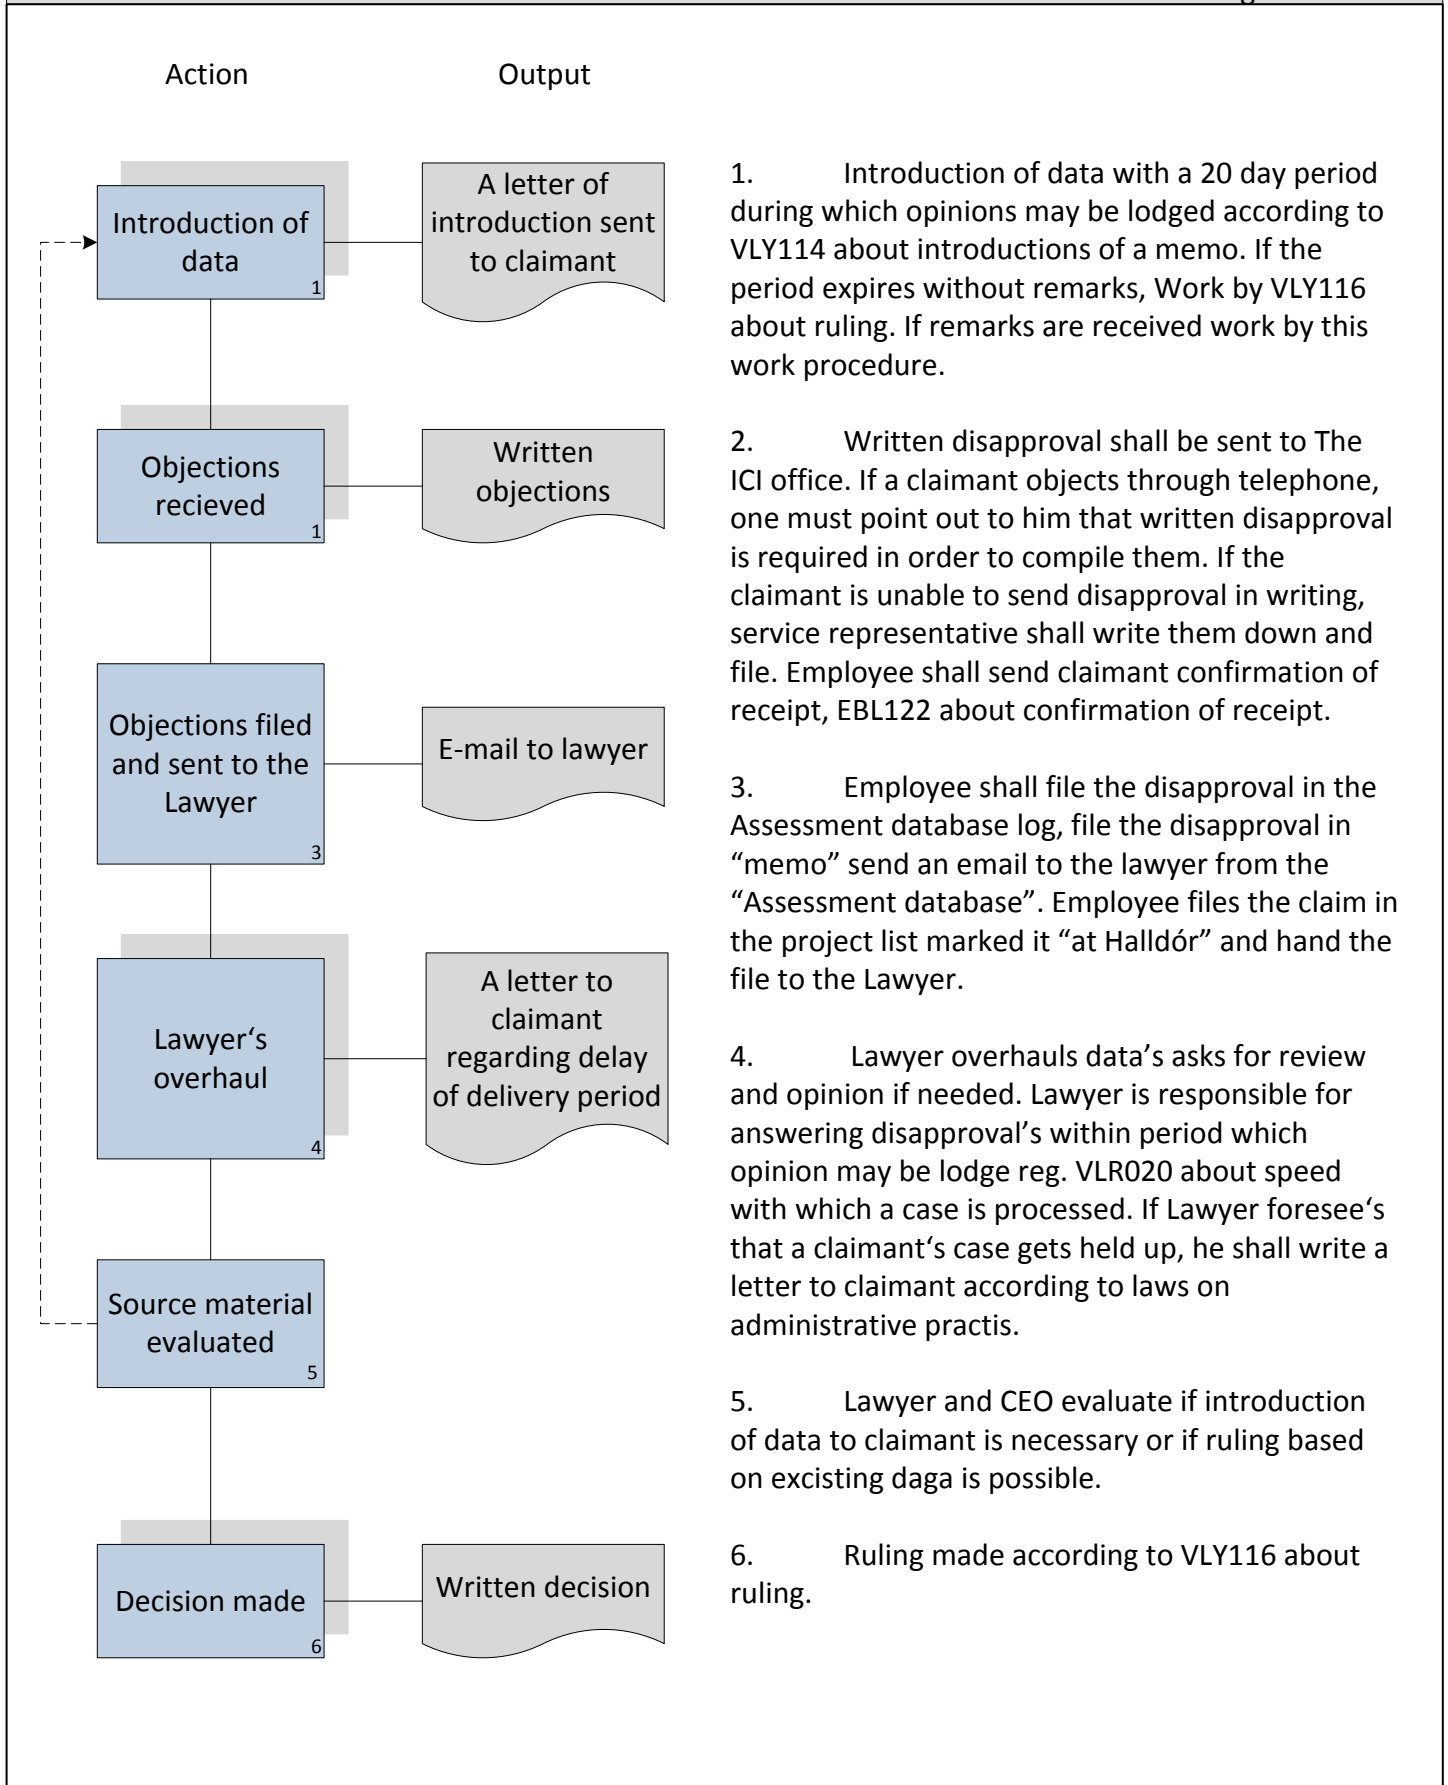 Action
Output
Introduction of
data
1
A letter of
introduction sent
to claimant
Objections
recieved
1
Written
objections
Objections filed
and sent to the
Lawyer
3
E-mail to lawyer
Lawyer‘s
overhaul
4
A letter to
claimant
regarding delay
of delivery period
Source material
evaluated
5
Decision made
6
Written decision
1. Introduction of data with a 20 day period
during which opinions may be lodged according to
VLY114 about introductions of a memo. If the
period expires without remarks, Work by VLY116
about ruling. If remarks are received work by this
work procedure.
2. Written disapproval shall be sent to The
ICI office. If a claimant objects through telephone,
one must point out to him that written disapproval
is required in order to compile them. If the
claimant is unable to send disapproval in writing,
service representative shall write them down and
file. Employee shall send claimant confirmation of
receipt, EBL122 about confirmation of receipt.
3. Employee shall file the disapproval in the
Assessment database log, file the disapproval in
“memo” send an email to the lawyer from the
“Assessment database”. Employee files the claim in
the project list marked it “at Halldór” and hand the
file to the Lawyer.
4. Lawyer overhauls data’s asks for review
and opinion if needed. Lawyer is responsible for
answering disapproval’s within period which
opinion may be lodge reg. VLR020 about speed
with which a case is processed. If Lawyer foresee‘s
that a claimant‘s case gets held up, he shall write a
letter to claimant according to laws on
administrative practis.
5. Lawyer and CEO evaluate if introduction
of data to claimant is necessary or if ruling based
on excisting daga is possible.
6. Ruling made according to VLY116 about
ruling.